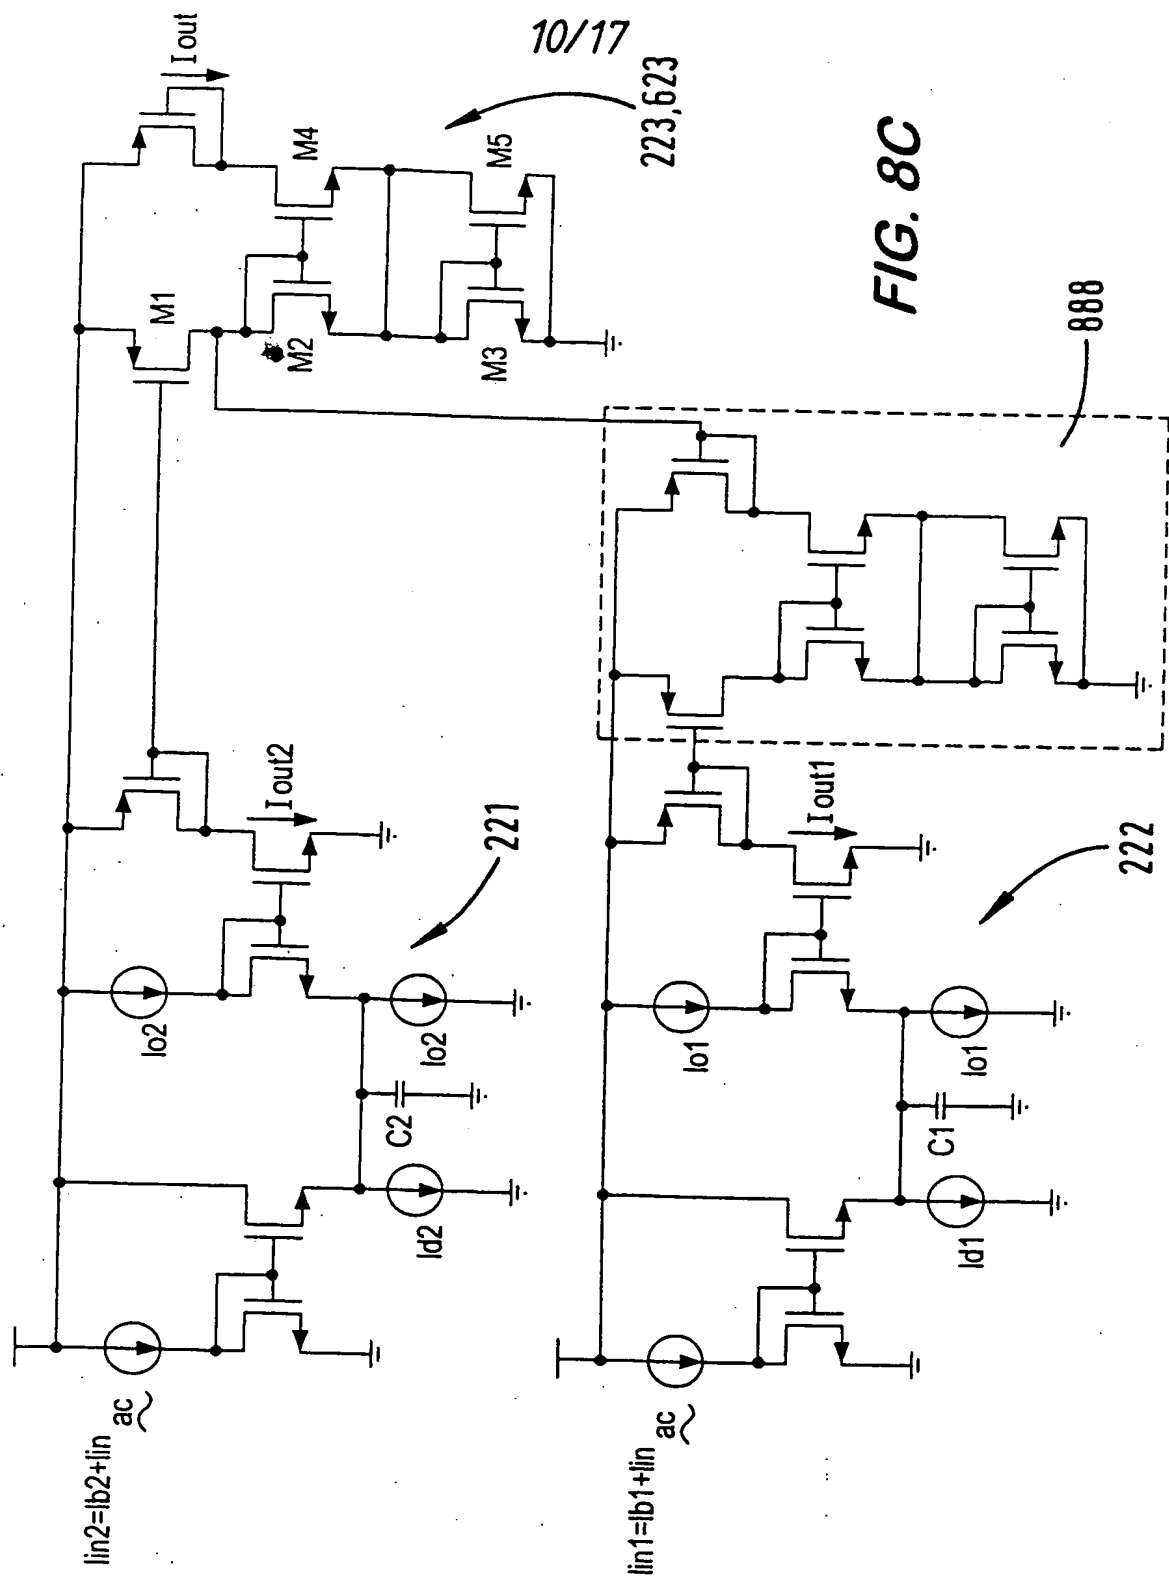 10/17
Iin2=Ib2+Iin
ac
Id2
C2
Io2
Io2
Iout2
221
M1
M2
M3
M4
M5
Iout
223,623
Iin1=Ib1+Iin
ac
Id1
C1
Io1
Io1
Iout1
222
888
FIG. 8C